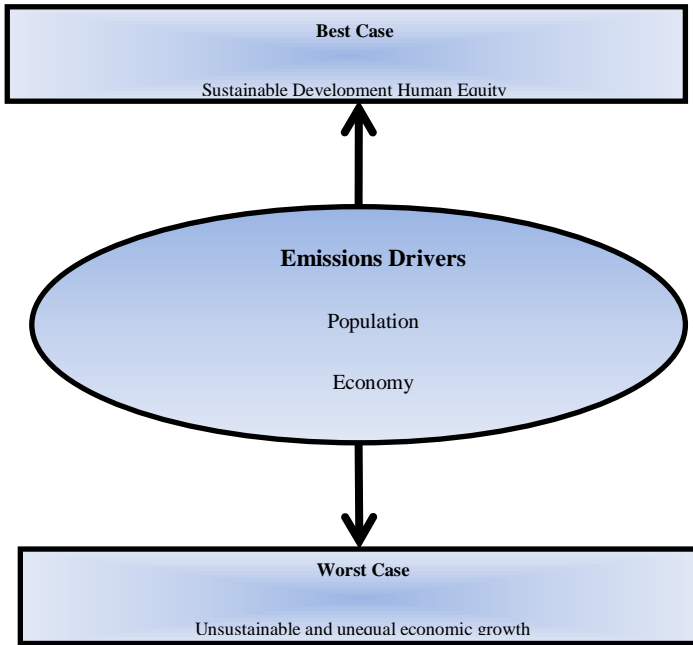 Best Case
Sustainable Development Human Equity
Emissions Drivers
Population
Economy
Worst Case
Unsustainable and unequal economic growth